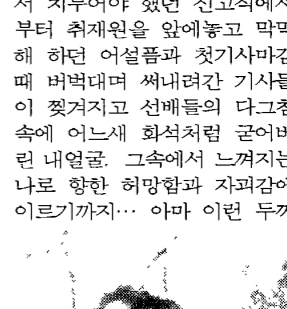 서 치루어야 했던 신고식에서
부터 취재원을 앞에놓고 막막
해 하던 어설픔과 첫기사마감
때 버벅대며 써내려간 기사들
이 찢겨지고 선배들의 다그침
속에 어느새 화석처럼 굳어버
린 내얼굴. 그속에서 느껴지는
나로 향한 허망함과 자괴감에
이르기까지… 아마 이런 두꺼